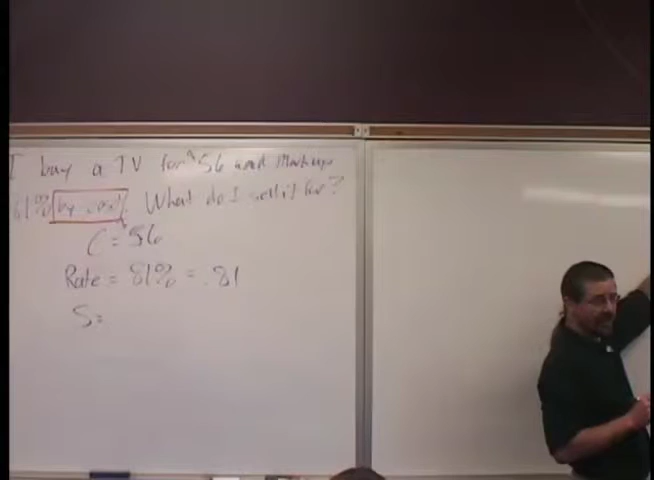 I buy a TV for $56 and Markup
81% by cost. What do I sell it for?
C = $56
Rate = 81% = .81
S=